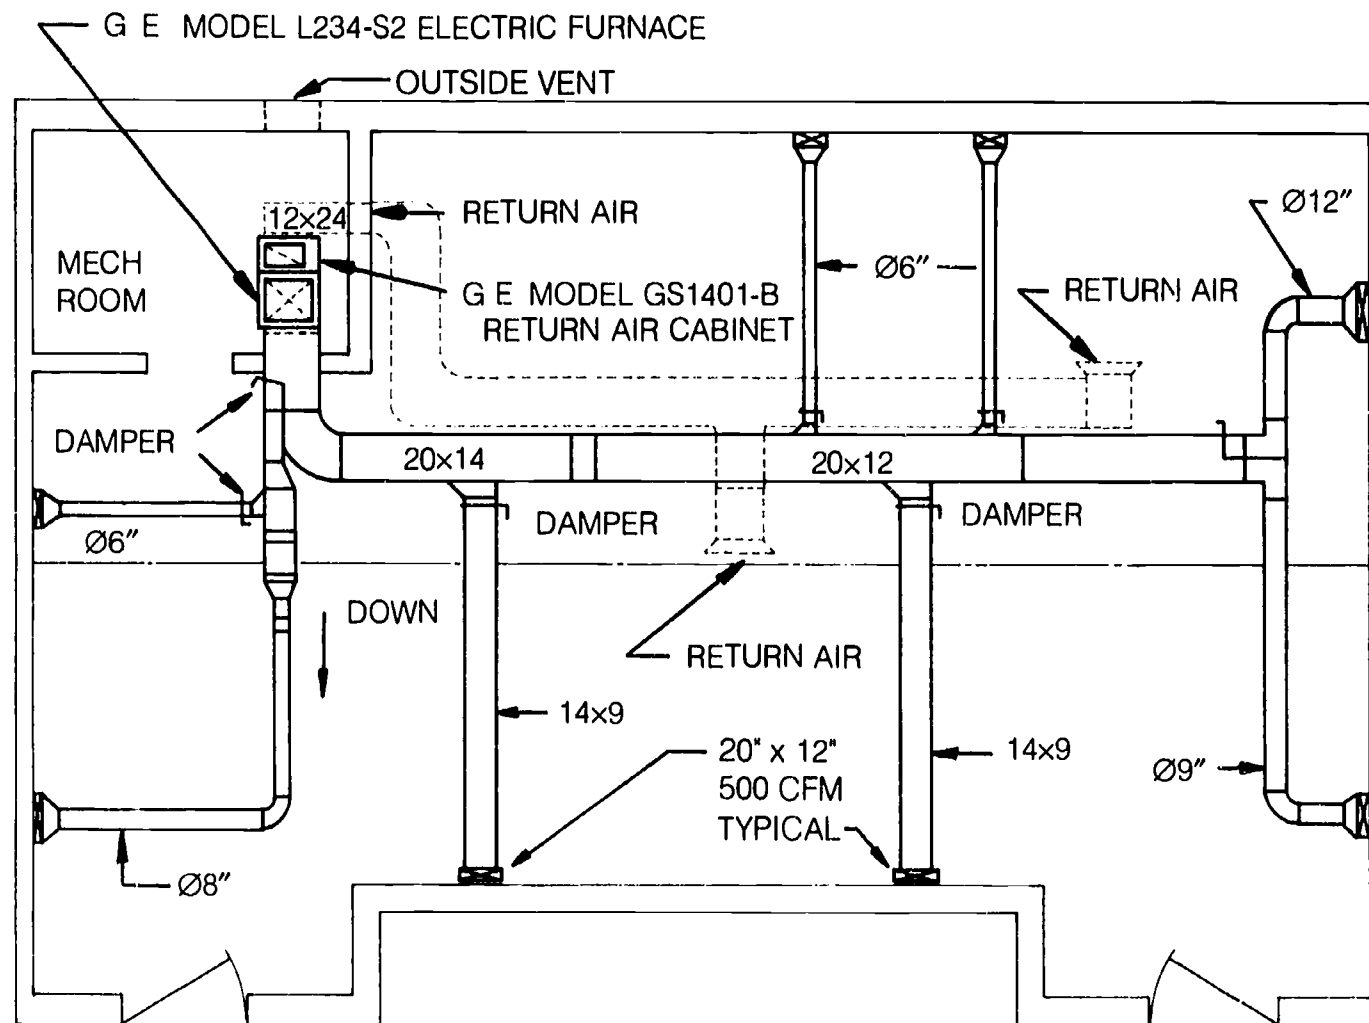 G E MODEL L234-S2 ELECTRIC FURNACE
OUTSIDE VENT
12x24
RETURN AIR
Ø12"
MECH
ROOM
Ø6"
G E MODEL GS1401-B
RETURN AIR CABINET
RETURN AIR
DAMPER
20x14
20x12
DAMPER
DAMPER
Ø6"
DOWN
RETURN AIR
14x9
20" x 12"
500 CFM
TYPICAL
14x9
Ø9"
Ø8"